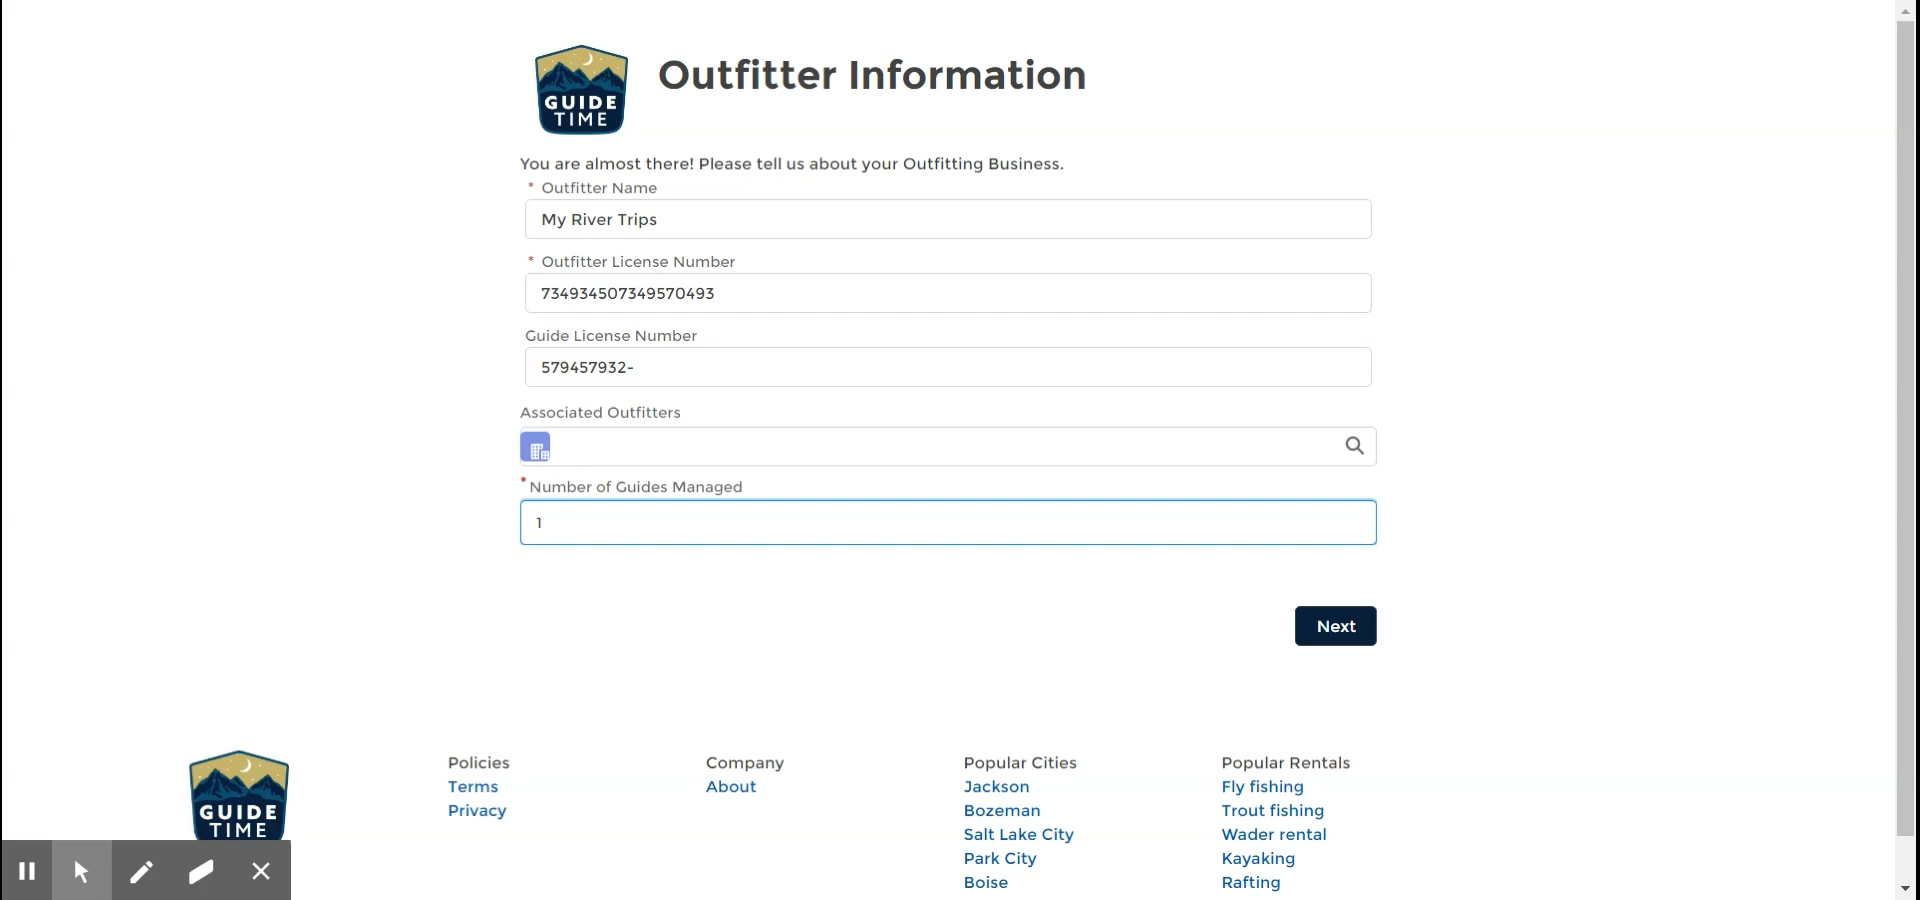 GUIDE
TIME
Outfitter Information
You are almost there! Please tell us about your Outfitting Business.
* Outfitter Name
My River Trips
* Outfitter License Number
734934507349570493
Guide License Number
579457932-
Associated Outfitters
* Number of Guides Managed
1
Next
GUIDE
TIME
Policies
Terms
Privacy
Company
About
Popular Cities
Jackson
Bozeman
Salt Lake City
Park City
Boise
Popular Rentals
Fly fishing
Trout fishing
Wader rental
Kayaking
Rafting